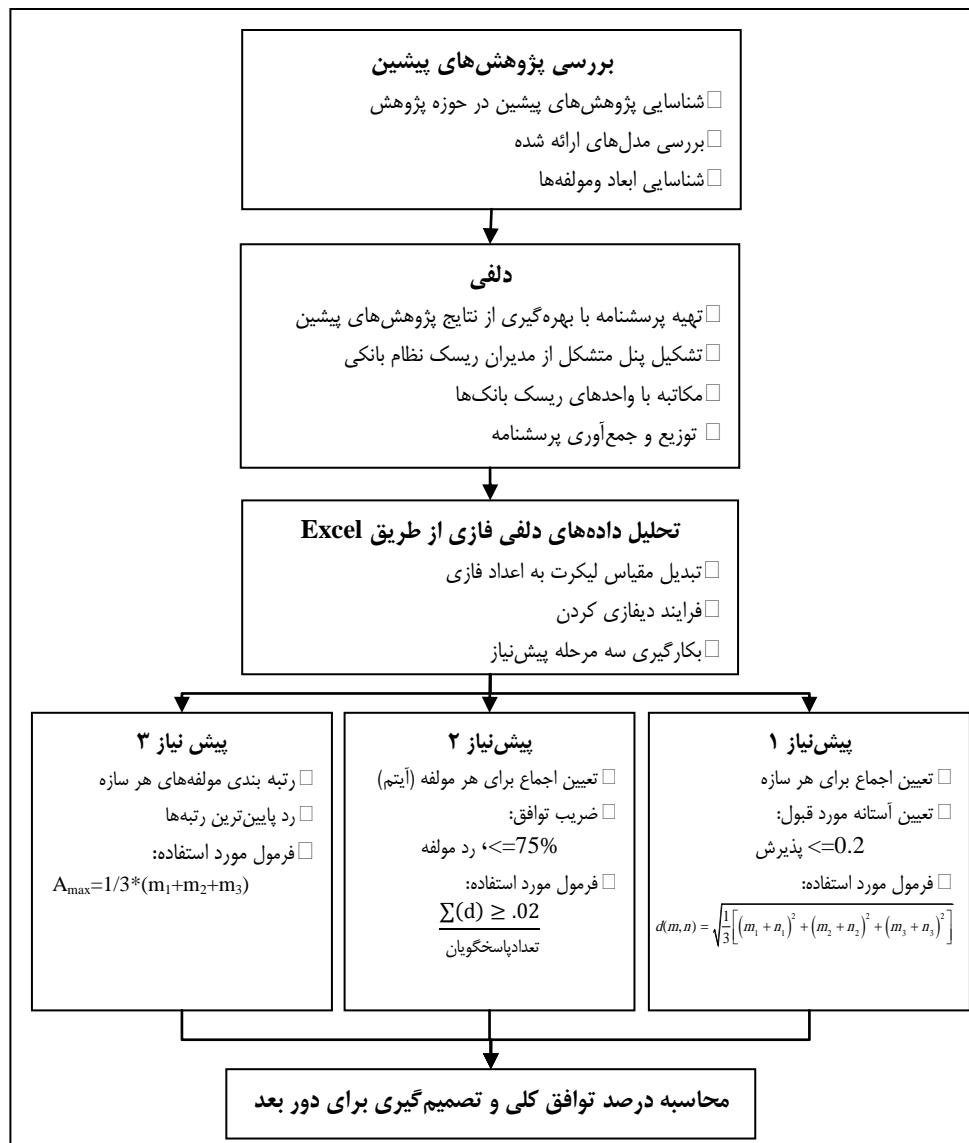 بررسی پژوهش‌های پیشین
□ شناسایی پژوهش‌های پیشین در حوزه پژوهش
□ بررسی مدل‌های ارائه شده
□ شناسایی ابعاد ومولفه‌ها
دلفی
□ تهیه پرسشنامه با بهره‌گیری از نتایج پژوهش‌های پیشین
□ تشکیل پنل متشکل از مدیران ریسک نظام بانکی
□ مکاتبه با واحدهای ریسک بانک‌ها
□ توزیع و جمع‌آوری پرسشنامه
تحلیل داده‌های دلفی فازی از طریق Excel
□ تبدیل مقیاس لیکرت به اعداد فازی
□ فرایند دیفازی کردن
□ بکارگیری سه مرحله پیش‌نیاز
پیش‌نیاز ۱
□ تعیین اجماع برای هر سازه
□ تعیین آستانه مورد قبول:
<=0.2 پذیرش
□ فرمول مورد استفاده:
d(m,n) = √(1/3[(m₁+n₁)²+(m₂+n₂)²+(m₃+n₃)²])
پیش‌نیاز ۲
□ تعیین اجماع برای هر مولفه (آیتم)
□ ضریب توافق:
<=75%، رد مولفه
□ فرمول مورد استفاده:
∑(d) ≥ .02
تعدادپاسخگویان
پیش نیاز ۳
□ رتبه بندی مولفه‌های هر سازه
□ رد پایین‌ترین رتبه‌ها
□ فرمول مورد استفاده:
Amax=1/3*(m₁+m₂+m₃)
محاسبه درصد توافق کلی و تصمیم‌گیری برای دور بعد